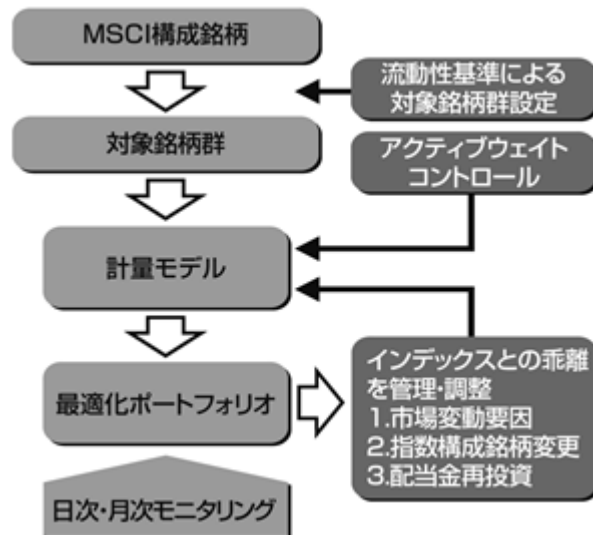 MSCI構成銘柄
流動性基準による
対象銘柄群設定
対象銘柄群
アクティブウェイト
コントロール
計量モデル
最適化ポートフォリオ
インデックスとの乖離
を管理・調整
1.市場変動要因
2.指数構成銘柄変更
3.配当金再投資
日次・月次モニタリング